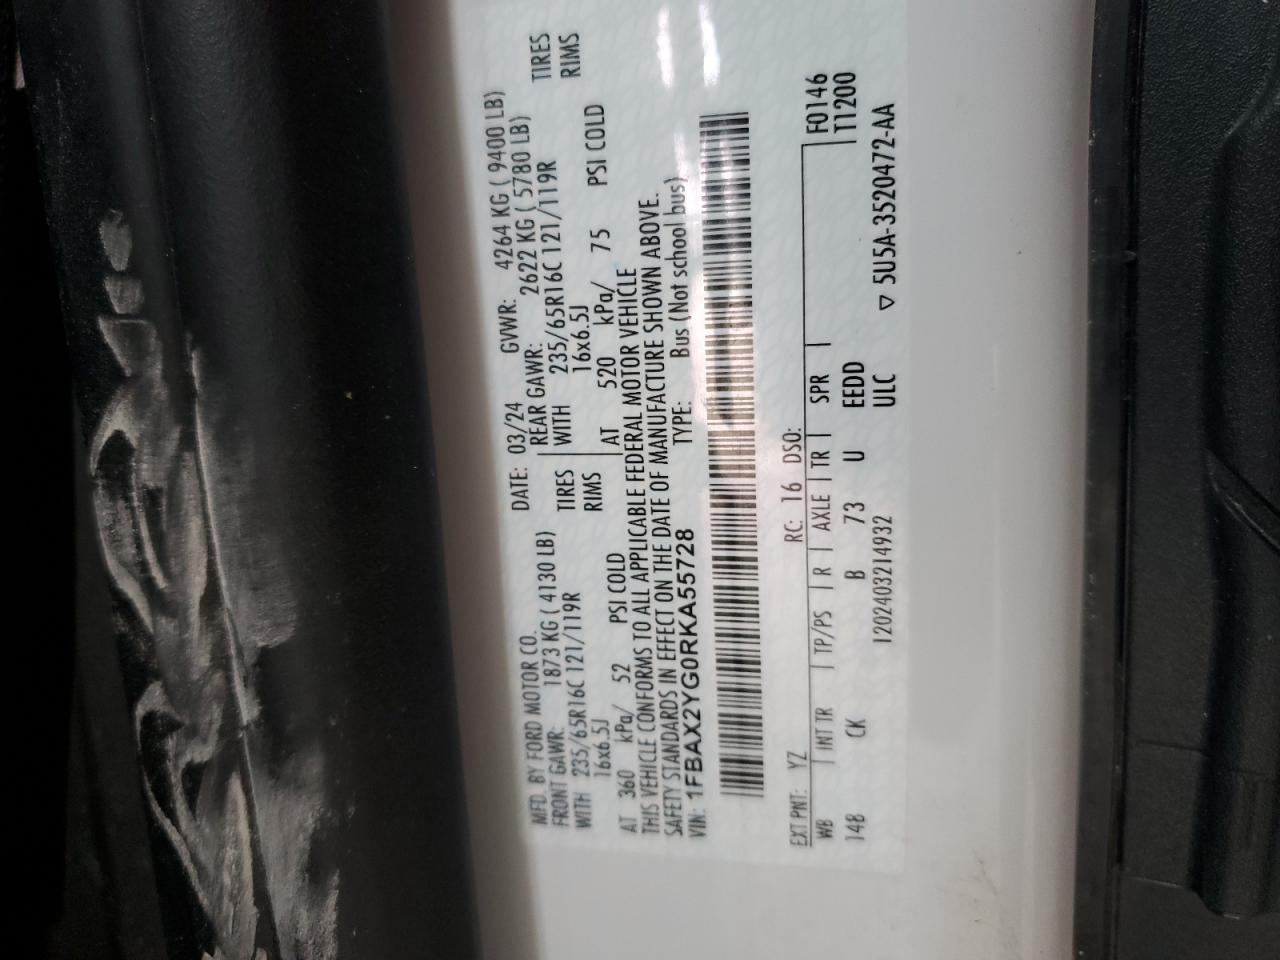 MFD. BY FORD MOTOR CO. DATE: 03/24 GVWR: 4264 KG ( 9400 LB)
FRONT GAWR: 1873 KG ( 4130 LB) REAR GAWR: 2622 KG ( 5780 LB)
WITH 235/65R16C 121/119R TIRES WITH 235/65R16C 121/119R TIRES
16x6.5J RIMS 16x6.5J RIMS
AT 360 kPa/ 52 PSI COLD AT 520 kPa/ 75 PSI COLD
THIS VEHICLE CONFORMS TO ALL APPLICABLE FEDERAL MOTOR VEHICLE
SAFETY STANDARDS IN EFFECT ON THE DATE OF MANUFACTURE SHOWN ABOVE.
VIN: 1FBAX2YG0RKA55728 TYPE: Bus (Not school bus)
EXT PNT: YZ RC: 16 DSO: F0146
WB INT TR TP/PS R AXLE TR SPR T1200
148 CK B 73 U EEDD
1202403214932 ULC ▽ 5U5A-3520472-AA